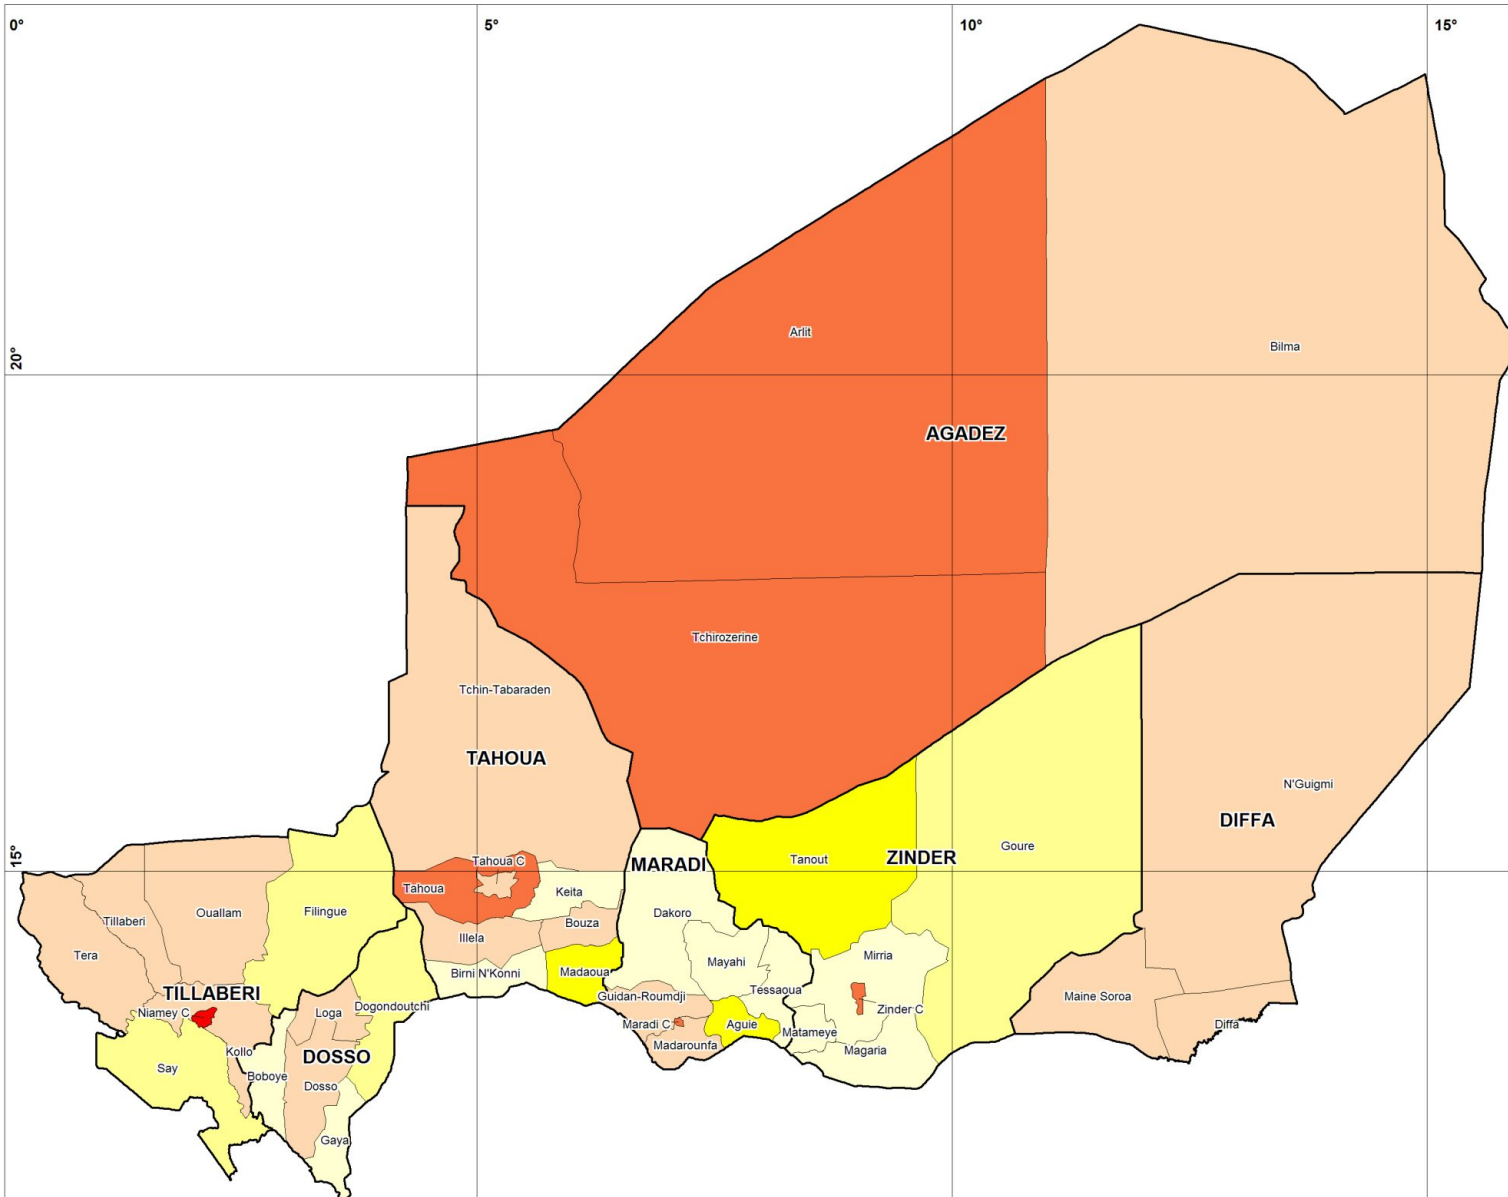 0°
5°
10°
15°
Arlit
Bilma
20°
AGADEZ
Tchirozerine
Tchin-Tabaraden
TAHOUA
N'Guigmi
DIFFA
Goure
ZINDER
Tanout
15°
MARADI
Tahoua C
Tahoua
Keita
Dakoro
Filingue
Ouallam
Tillaberi
Tera
Bouza
Illela
Mirria
Mayahi
Birni N'Konni
Madaoua
Tessaoua
TILLABERI
Guidan-Roumdji
Maine Soroa
Dogondoutchi
Loga
Niamey C
Zinder C
Maradi C
Aguie
Diffa
Matameye
Madarounfa
Magaria
Kollo
DOSSO
Say
Boboye
Dosso
Gaya